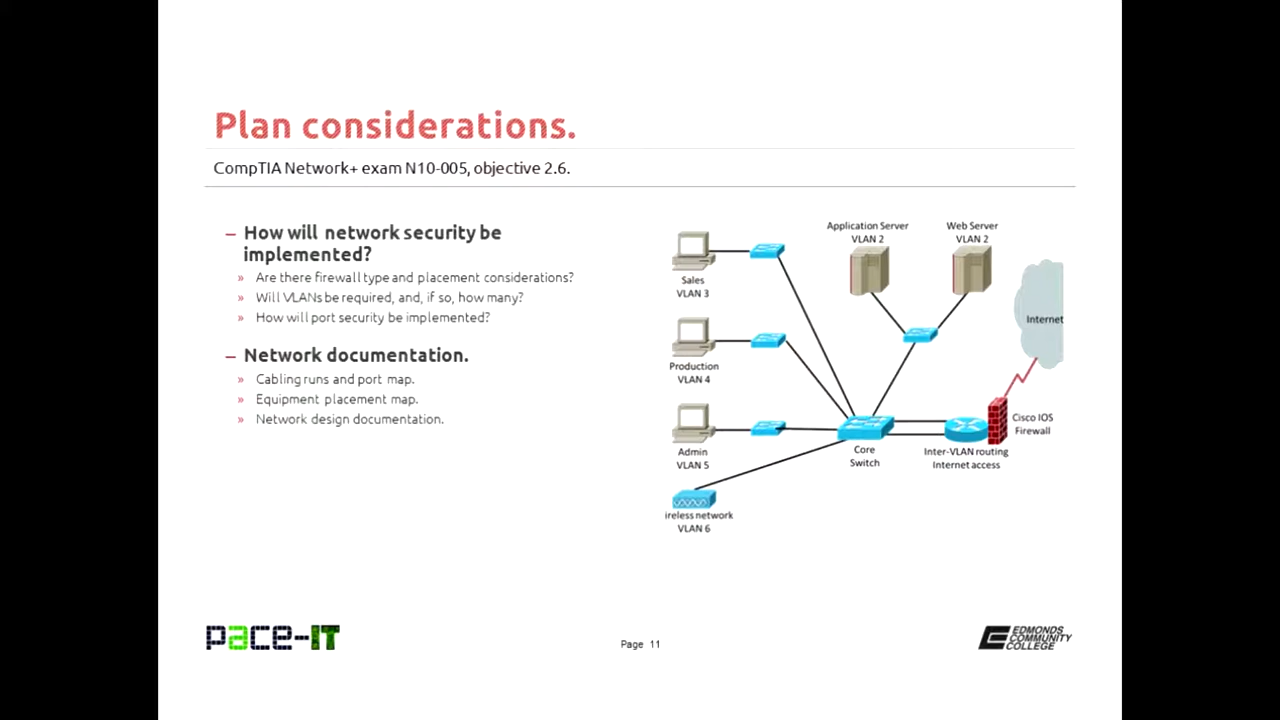 Plan considerations.
CompTIA Network+ exam N10-005, objective 2.6.
– How will network security be
implemented?
» Are there firewall type and placement considerations?
» Will VLANs be required, and, if so, how many?
» How will port security be implemented?
– Network documentation.
» Cabling runs and port map.
» Equipment placement map.
» Network design documentation.
Application Server
VLAN 2
Web Server
VLAN 2
Sales
VLAN 3
Internet
Production
VLAN 4
Cisco IOS
Firewall
Admin
VLAN 5
Core
Switch
Inter-VLAN routing
Internet access
ireless network
VLAN 6
pace-IT
Page 11
EDMONDS
COMMUNITY
COLLEGE